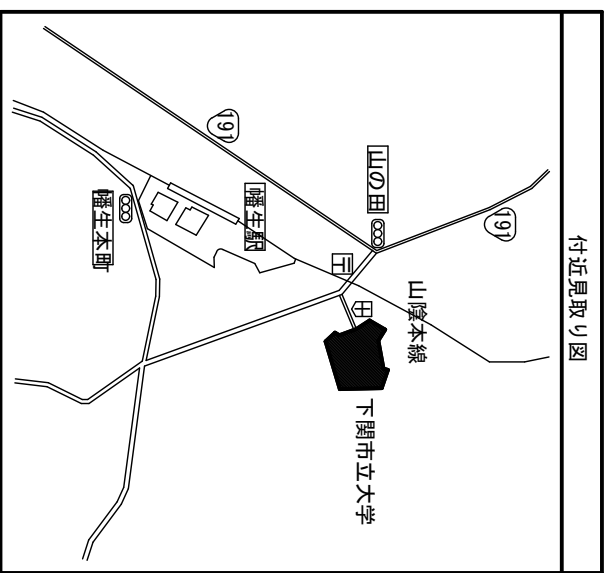 付近見取り図
191
山陰本線
山の田
下関市立大学
幡生駅
191
幡生本町